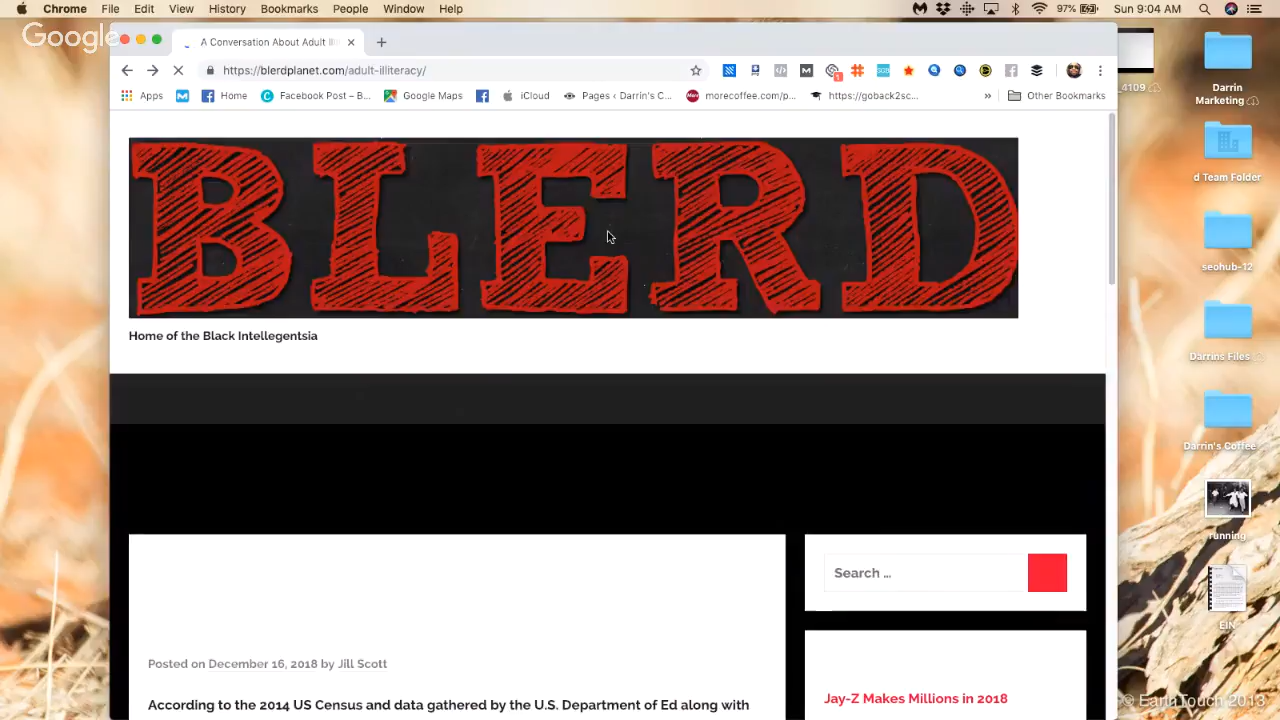 Chrome File Edit View History Bookmarks People Window Help 97% Sun 9:04 AM
Google
A Conversation About Adult Illi
https://blerdplanet.com/adult-illiteracy/
Apps Home Facebook Post – B... Google Maps iCloud Pages ‹ Darrin's C... morecoffee.com/p... https://goback2sc... » Other Bookmarks
BLERD
Home of the Black Intellegentsia
Search ...
Posted on December 16, 2018 by Jill Scott
According to the 2014 US Census and data gathered by the U.S. Department of Ed along with
Jay-Z Makes Millions in 2018
_4109
Darrin
Marketing
d Team Folder
seohub-12
Darrins Files
Darrin's Coffee
running
EIN
© EarthTouch 2013